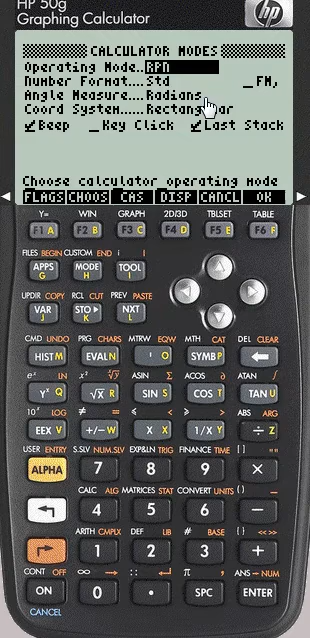 HP 50g
Graphing Calculator
hp
CALCULATOR MODES
Operating Mode..RPN
Number Format....Std _FM,
Angle Measure....Radians
Coord System.....Rectangular
✓Beep _Key Click ✓Last Stack
Choose calculator operating mode
FLAGS CHOOS CAS DISP CANCL OK
Y= WIN GRAPH 2D/3D TBLSET TABLE
F1 A F2 B F3 C F4 D F5 E F6 F
FILES BEGIN CUSTOM END i I
APPS G MODE H TOOL I
UPDIR COPY RCL CUT PREV PASTE
VAR J STO▶ K NXT L
CMD UNDO PRG CHARS MTRW EQW MTH CAT DEL CLEAR
HIST M EVAL N ' O SYMB P ←
eˣ LN x² ˣ√y ASIN Σ ACOS ∂ ATAN ∫
Yˣ Q √X R SIN S COS T TAN U
10ˣ LOG ≠ = ≤ < ≥ > ABS ARG
EEX V +/- W X X 1/X Y ÷ Z
USER ENTRY S.SLV NUM.SLV EXP&LN TRIG FINANCE TIME [ ] " "
ALPHA 7 8 9 ×
CALC ALG MATRICES STAT CONVERT UNITS ( ) _
4 5 6 −
ARITH CMPLX DEF LIB # BASE { } « »
1 2 3 +
CONT OFF ∞ → : : ↵ π , ANS →NUM
ON 0 • SPC ENTER
CANCEL